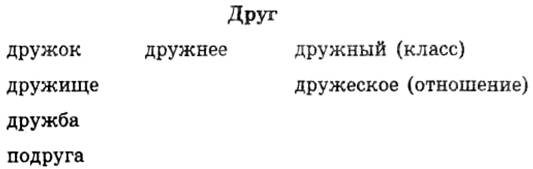 Друг
дружок дружнее дружный (класс)
дружище дружеское (отношение)
дружба
подруга